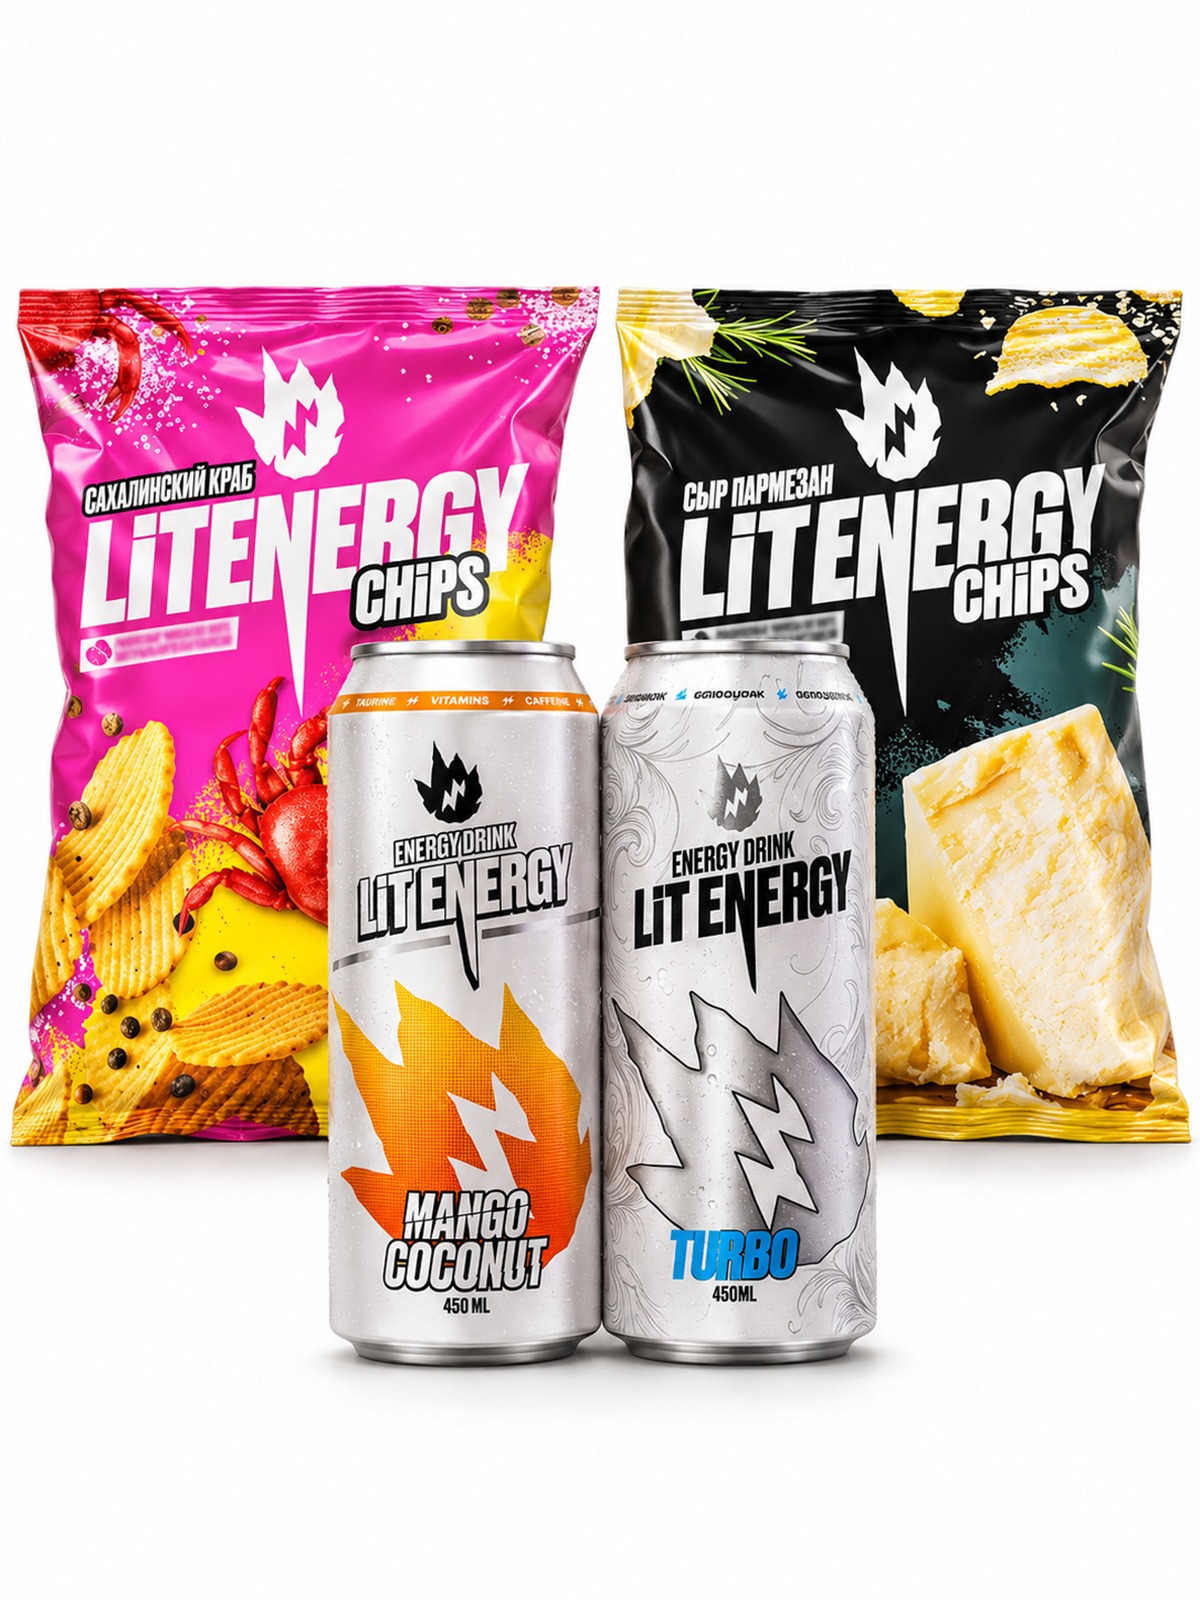 САХАЛИНСКИЙ КРАБ
LiTENERGY
CHiPS
СЫР ПАРМЕЗАН
LiTENERGY
CHiPS
TAURINE VITAMINS CAFFEINE
ENERGY DRINK
LiT ENERGY
MANGO
COCONUT
450 ML
ENERGY DRINK
LiT ENERGY
TURBO
450ML